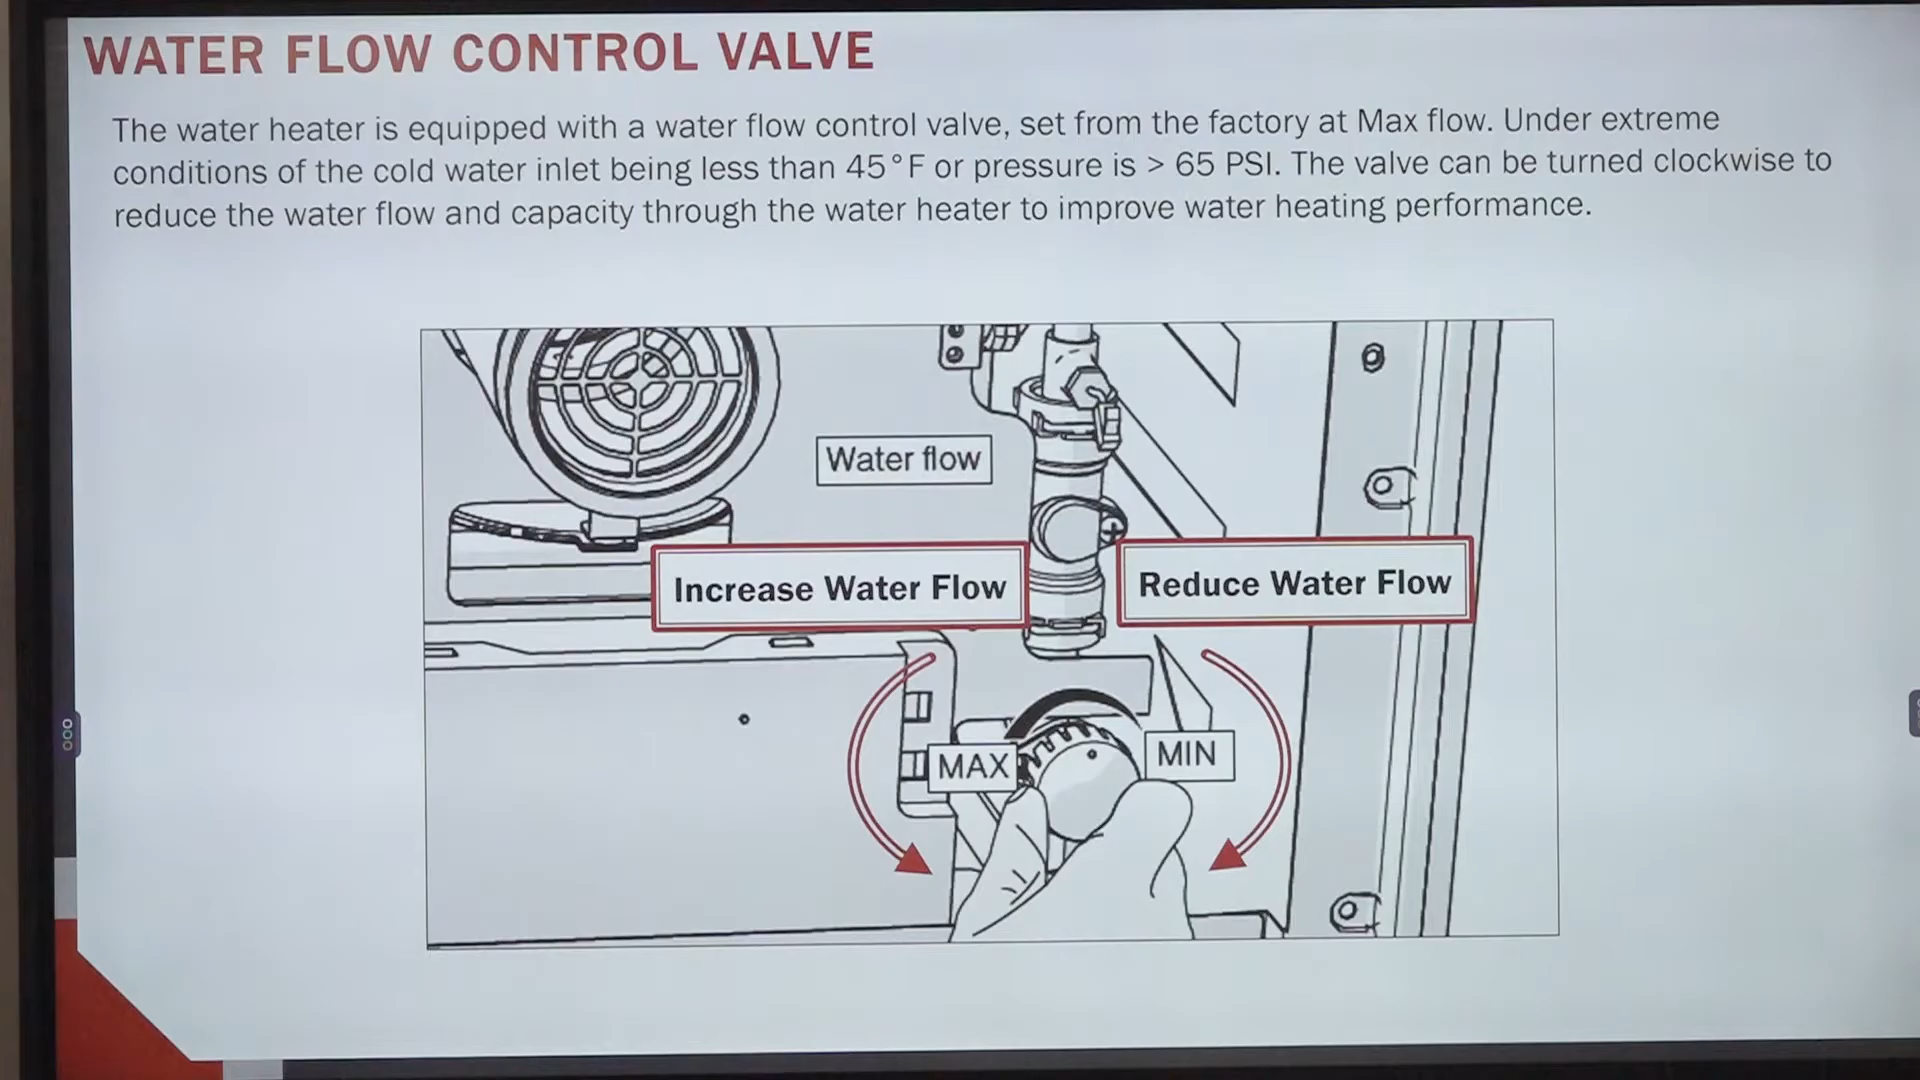 WATER FLOW CONTROL VALVE
The water heater is equipped with a water flow control valve, set from the factory at Max flow. Under extreme
conditions of the cold water inlet being less than 45°F or pressure is > 65 PSI. The valve can be turned clockwise to
reduce the water flow and capacity through the water heater to improve water heating performance.
Water flow
Increase Water Flow
Reduce Water Flow
MAX
MIN